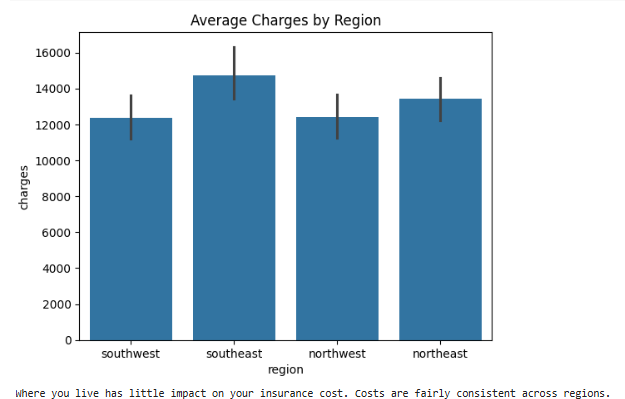 Average Charges by Region
16000
14000
12000
10000
8000
6000
4000
2000
0
charges
southwest southeast northwest northeast
region
Where you live has little impact on your insurance cost. Costs are fairly consistent across regions.